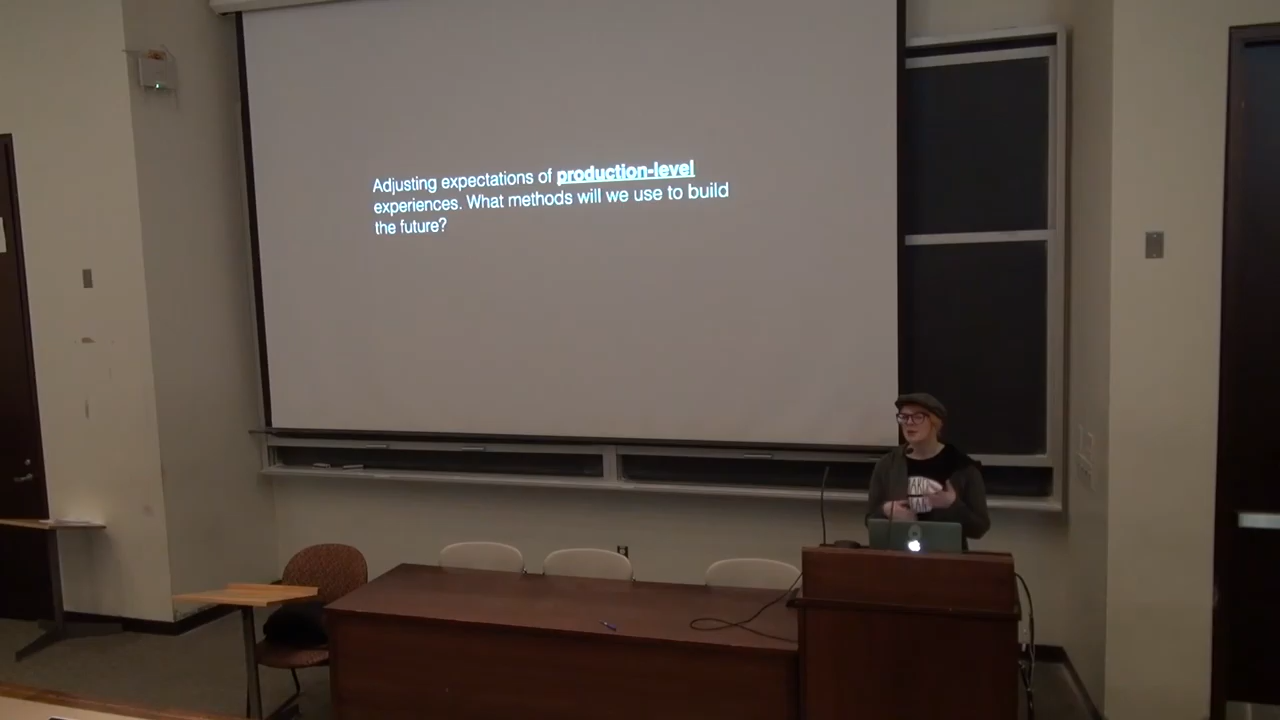 Adjusting expectations of production-level
experiences. What methods will we use to build
the future?